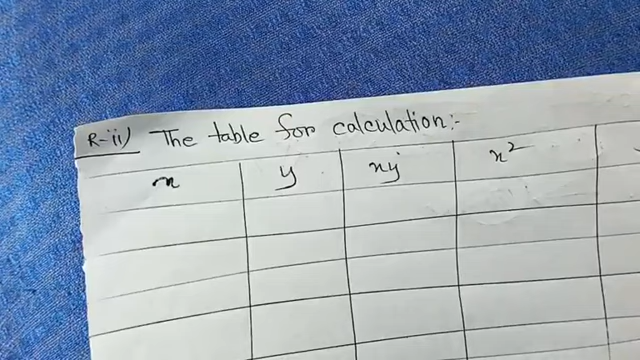 R-ii) The table for calculation:-
x y xy x²